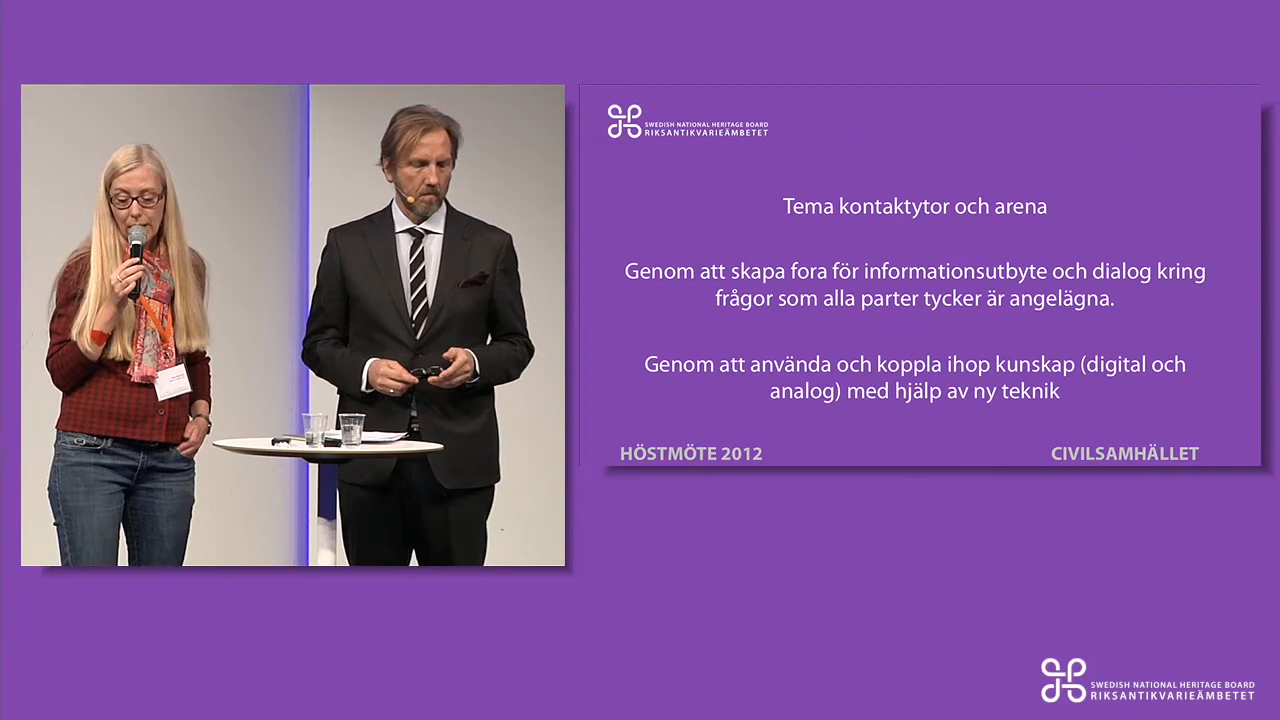 SWEDISH NATIONAL HERITAGE BOARD
RIKSANTIKVARIEÄMBETET
Tema kontaktytor och arena
Genom att skapa fora för informationsutbyte och dialog kring
frågor som alla parter tycker är angelägna.
Genom att använda och koppla ihop kunskap (digital och
analog) med hjälp av ny teknik
HÖSTMÖTE 2012
CIVILSAMHÄLLET
SWEDISH NATIONAL HERITAGE BOARD
RIKSANTIKVARIEÄMBETET